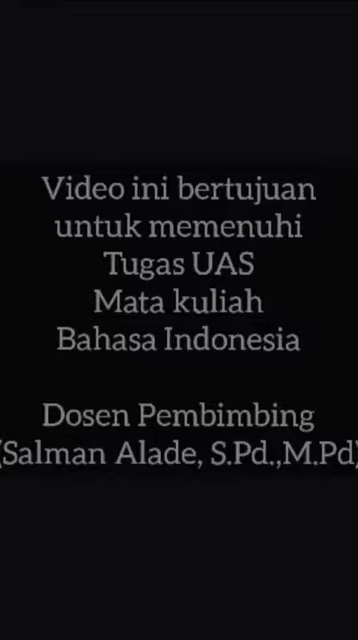 Video ini bertujuan
untuk memenuhi
Tugas UAS
Mata kuliah
Bahasa Indonesia
Dosen Pembimbing
(Salman Alade, S.Pd.,M.Pd)